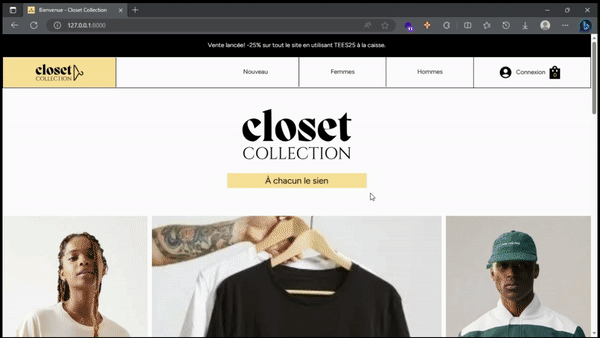 Bienvenue - Closet Collection
127.0.0.1:8000
Vente lancée! -25% sur tout le site en utilisant TEES25 à la caisse.
closet
COLLECTION
Nouveau
Femmes
Hommes
Connexion
0
closet
COLLECTION
À chacun le sien